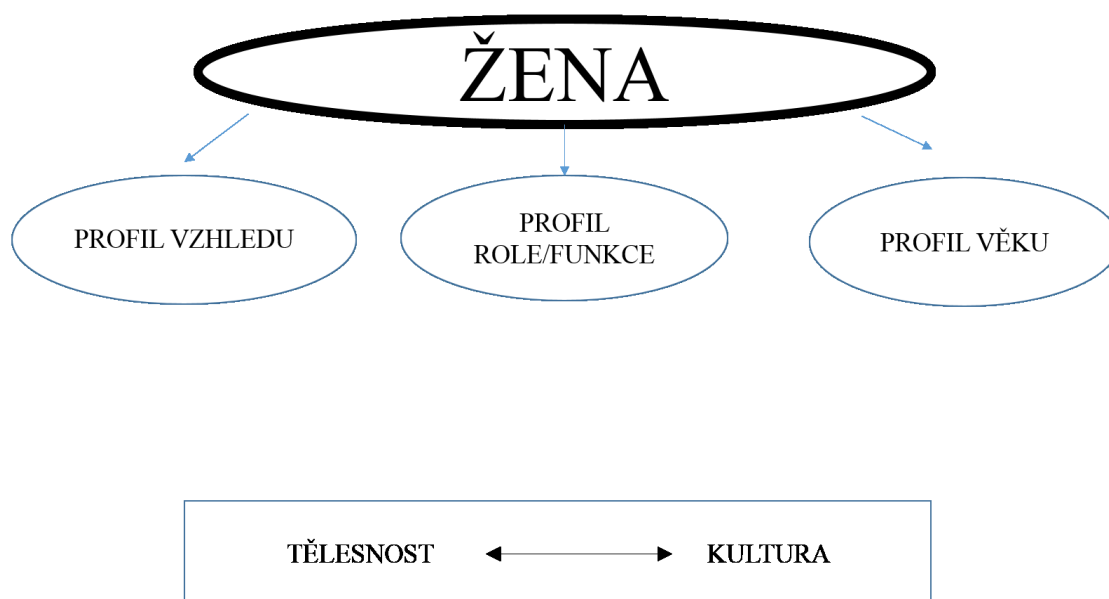 ŽENA
PROFIL VZHLEDU
PROFIL
ROLE/FUNKCE
PROFIL VĚKU
TĚLESNOST KULTURA